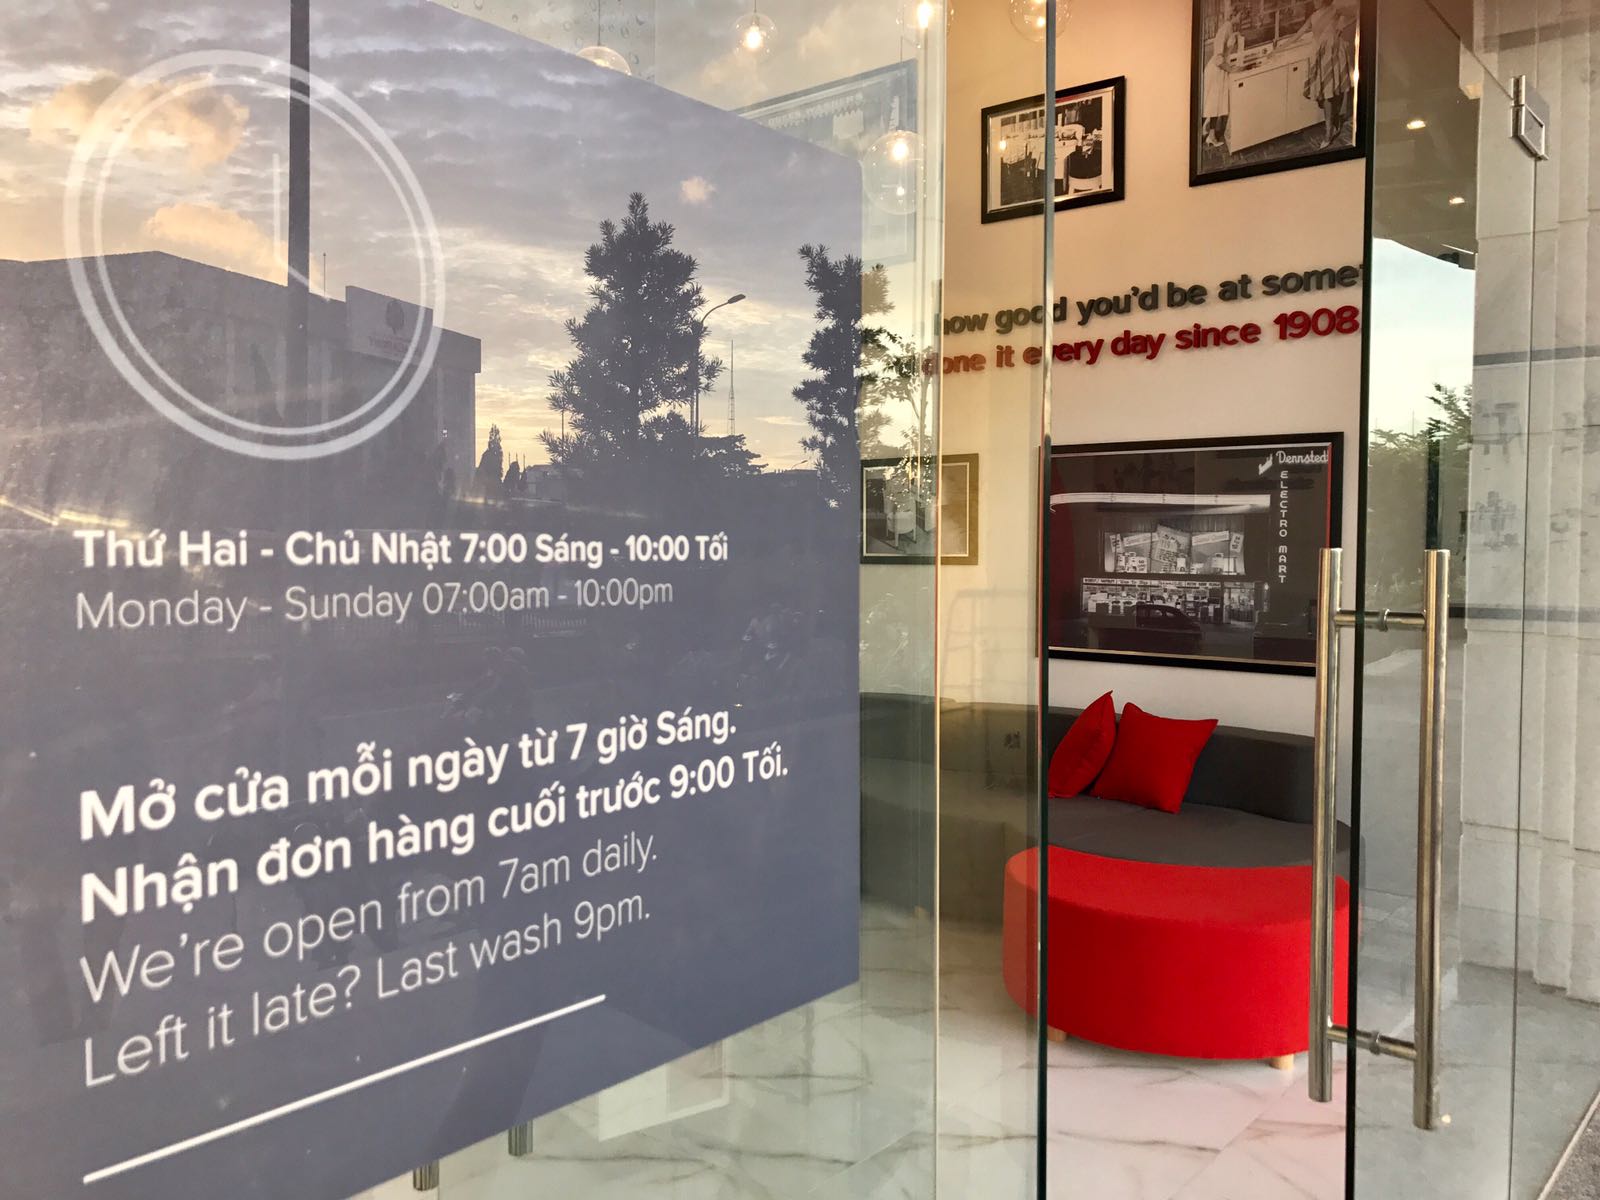 Thứ Hai - Chủ Nhật 7:00 Sáng - 10:00 Tối
Monday - Sunday 07:00am - 10:00pm
Mở cửa mỗi ngày từ 7 giờ Sáng.
Nhận đơn hàng cuối trước 9:00 Tối.
We're open from 7am daily.
Left it late? Last wash 9pm.
how good you'd be at some
done it every day since 1908
Dennsted
ELECTRO MART